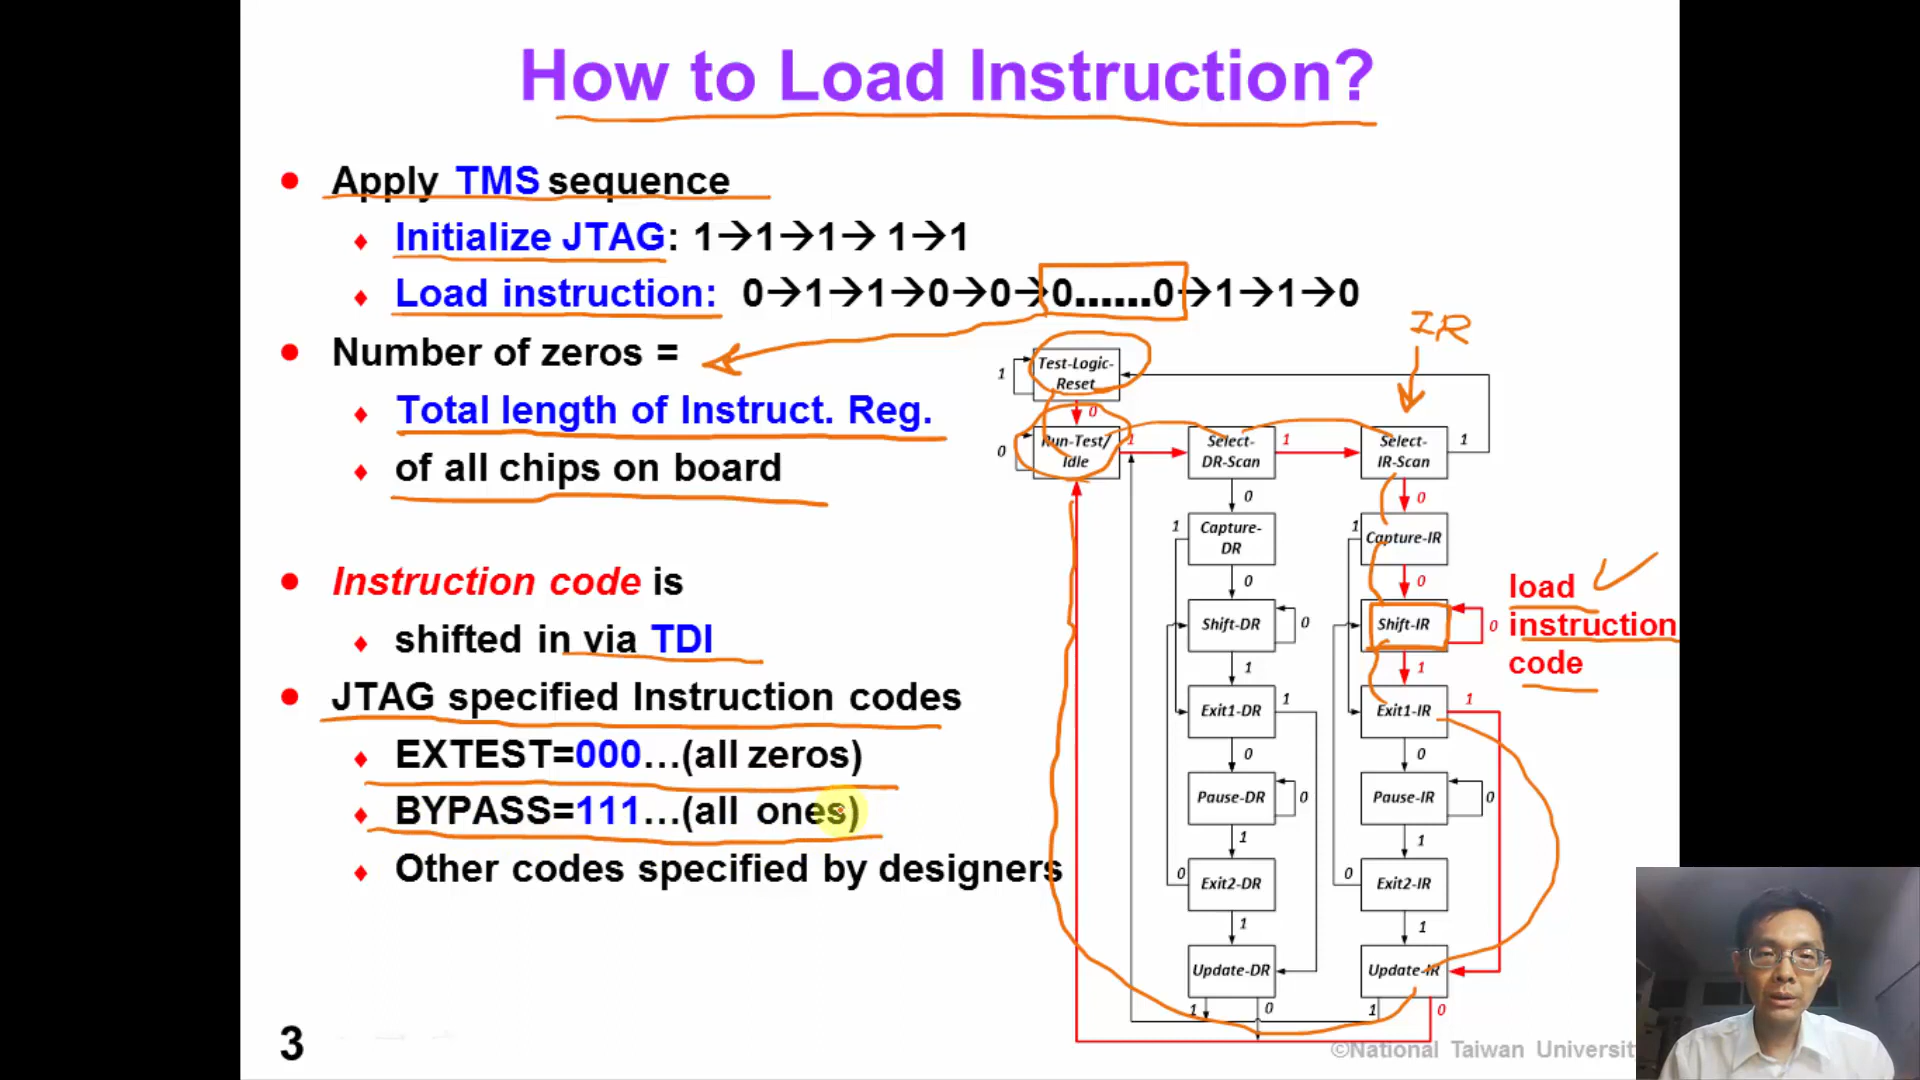 How to Load Instruction?
Apply TMS sequence
Initialize JTAG: 1→1→1→ 1→1
Load instruction: 0→1→1→0→0→0......0→1→1→0
Number of zeros =
Total length of Instruct. Reg.
of all chips on board
Instruction code is
shifted in via TDI
JTAG specified Instruction codes
EXTEST=000...(all zeros)
BYPASS=111...(all ones)
Other codes specified by designers
IR
Test-Logic-
Reset
1
0
Run-Test/
Idle
0
1
Select-
DR-Scan
1
Select-
IR-Scan
1
0
0
Capture-
DR
1
Capture-IR
1
0
0
Shift-DR
0
Shift-IR
0
load
instruction
code
1
1
Exit1-DR
1
Exit1-IR
1
0
0
Pause-DR
0
Pause-IR
0
1
1
Exit2-DR
0
Exit2-IR
0
1
1
Update-DR
Update-IR
1
0
1
0
3
©National Taiwan Universit